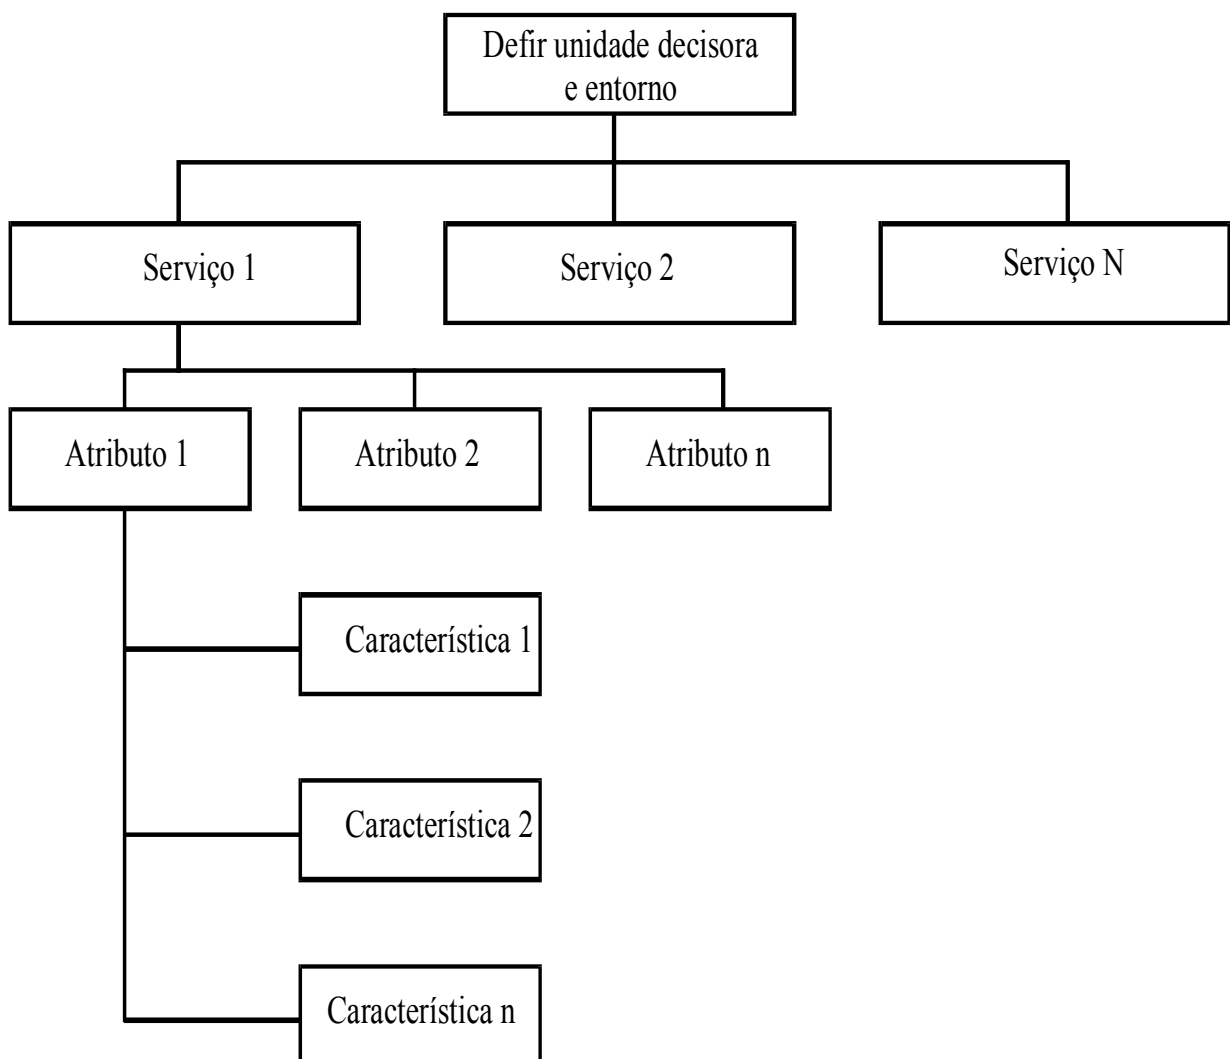 Defir unidade decisora
e entorno
Serviço 1
Serviço 2
Serviço N
Atributo 1
Atributo 2
Atributo n
Característica 1
Característica 2
Característica n